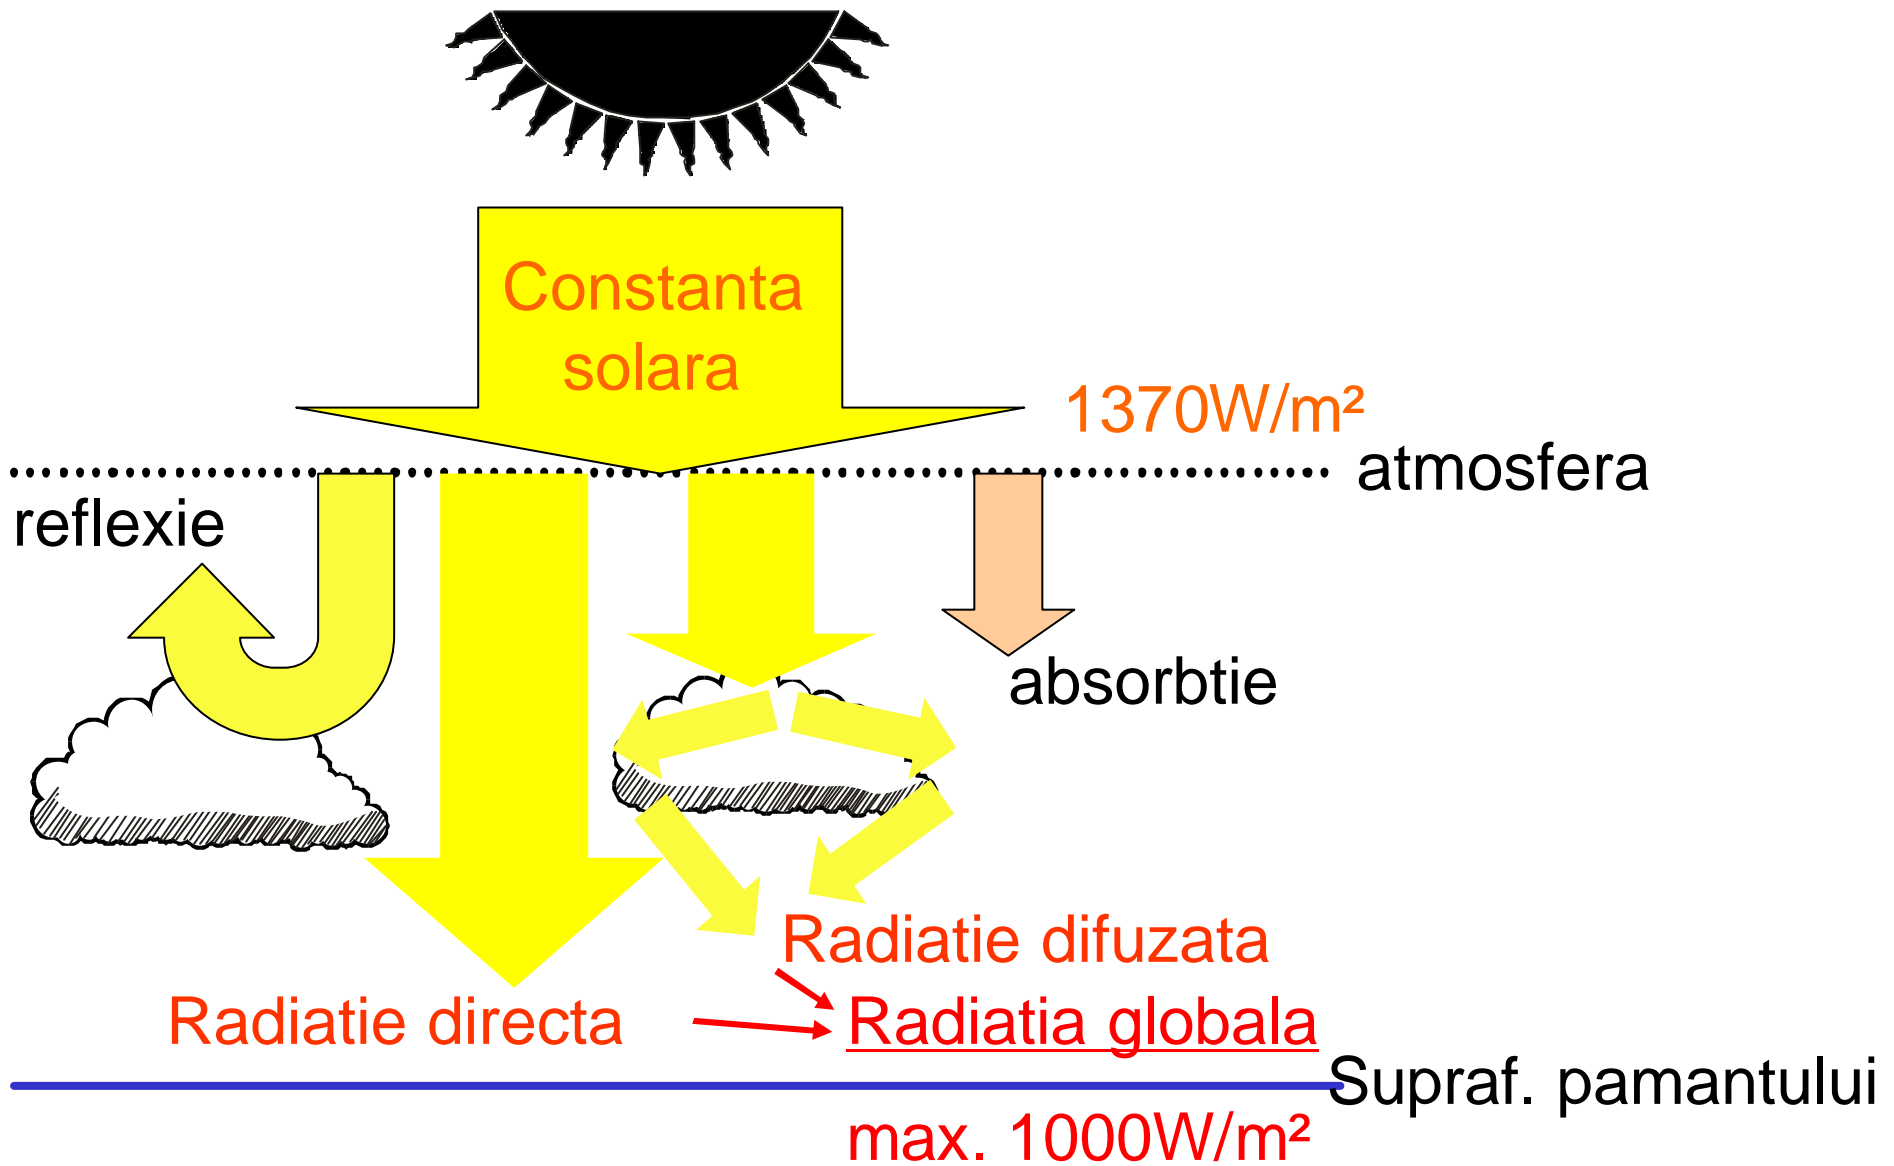 Constanta
solara
1370W/m²
atmosfera
reflexie
absorbtie
Radiatie difuzata
Radiatie directa
Radiatia globala
Supraf. pamantului
max. 1000W/m²